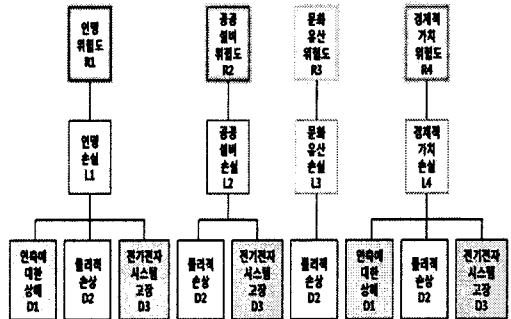 인명
위험도
R1
공공
설비
위험도
R2
문화
유산
위험도
R3
경제적
가치
위험도
R4
인명
손실
L1
공공
설비
손실
L2
문화
유산
손실
L3
경제적
가치
손실
L4
인축에
대한
상해
D1
물리적
손상
D2
전기전자
시스템
고장
D3
물리적
손상
D2
전기전자
시스템
고장
D3
물리적
손상
D2
인축에
대한
상해
D1
물리적
손상
D2
전기전자
시스템
고장
D3